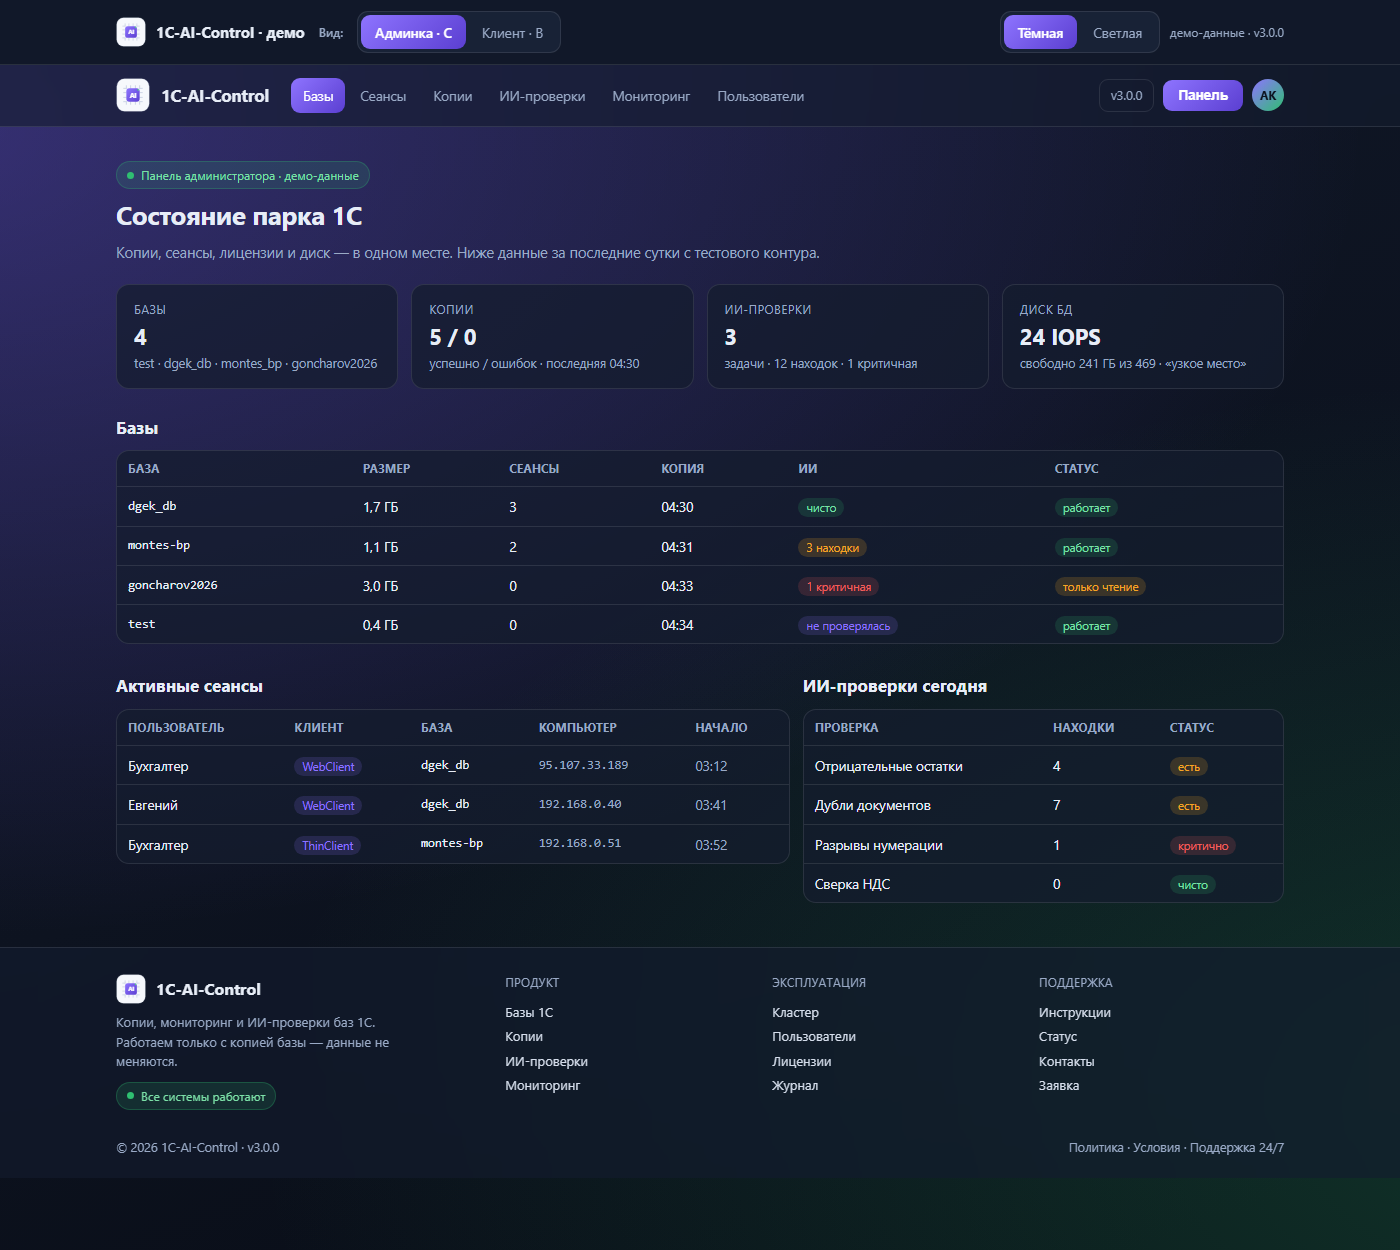 AI 1C-AI-Control · демо Вид: Админка · C Клиент · B Тёмная Светлая демо-данные · v3.0.0
AI 1C-AI-Control Базы Сеансы Копии ИИ-проверки Мониторинг Пользователи v3.0.0 Панель АК
Панель администратора · демо-данные
Состояние парка 1С
Копии, сеансы, лицензии и диск — в одном месте. Ниже данные за последние сутки с тестового контура.
БАЗЫ
4
test · dgek_db · montes_bp · goncharov2026
КОПИИ
5 / 0
успешно / ошибок · последняя 04:30
ИИ-ПРОВЕРКИ
3
задачи · 12 находок · 1 критичная
ДИСК БД
24 IOPS
свободно 241 ГБ из 469 · «узкое место»
Базы
БАЗА РАЗМЕР СЕАНСЫ КОПИЯ ИИ СТАТУС
dgek_db 1,7 ГБ 3 04:30 чисто работает
montes-bp 1,1 ГБ 2 04:31 3 находки работает
goncharov2026 3,0 ГБ 0 04:33 1 критичная только чтение
test 0,4 ГБ 0 04:34 не проверялась работает
Активные сеансы
ПОЛЬЗОВАТЕЛЬ КЛИЕНТ БАЗА КОМПЬЮТЕР НАЧАЛО
Бухгалтер WebClient dgek_db 95.107.33.189 03:12
Евгений WebClient dgek_db 192.168.0.40 03:41
Бухгалтер ThinClient montes-bp 192.168.0.51 03:52
ИИ-проверки сегодня
ПРОВЕРКА НАХОДКИ СТАТУС
Отрицательные остатки 4 есть
Дубли документов 7 есть
Разрывы нумерации 1 критично
Сверка НДС 0 чисто
AI 1C-AI-Control
Копии, мониторинг и ИИ-проверки баз 1С.
Работаем только с копией базы — данные не
меняются.
Все системы работают
ПРОДУКТ
Базы 1С
Копии
ИИ-проверки
Мониторинг
ЭКСПЛУАТАЦИЯ
Кластер
Пользователи
Лицензии
Журнал
ПОДДЕРЖКА
Инструкции
Статус
Контакты
Заявка
© 2026 1C-AI-Control · v3.0.0
Политика · Условия · Поддержка 24/7